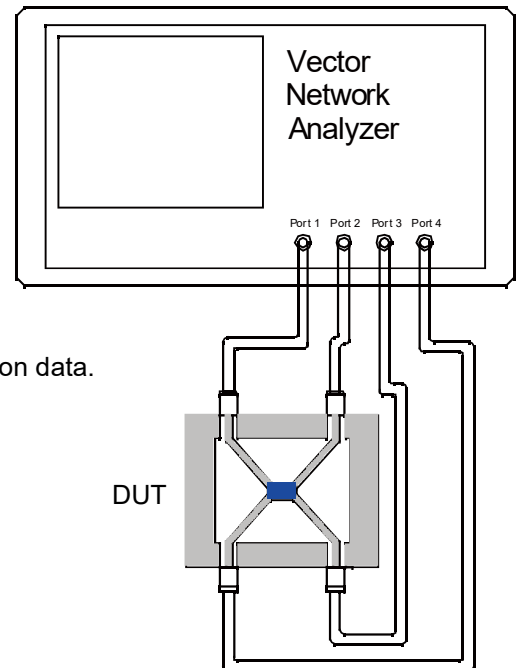 Vector
Network
Analyzer
Port 1 Port 2 Port 3 Port 4
on data.
DUT